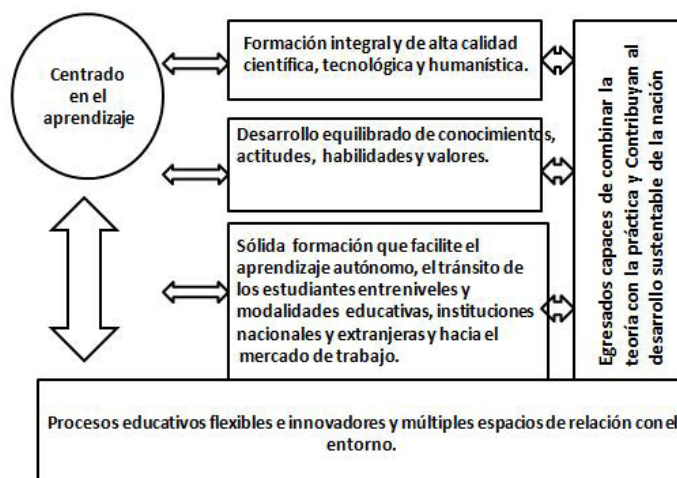 Centrado
en el
aprendizaje
Formación integral y de alta calidad
científica, tecnológica y humanística.
Desarrollo equilibrado de conocimientos,
actitudes, habilidades y valores.
Sólida formación que facilite el
aprendizaje autónomo, el tránsito de
los estudiantes entre niveles y
modalidades educativas, instituciones
nacionales y extranjeras y hacia el
mercado de trabajo.
Egresados capaces de combinar la
teoría con la práctica y Contribuyan al
desarrollo sustentable de la nación
Procesos educativos flexibles e innovadores y múltiples espacios de relación con el
entorno.